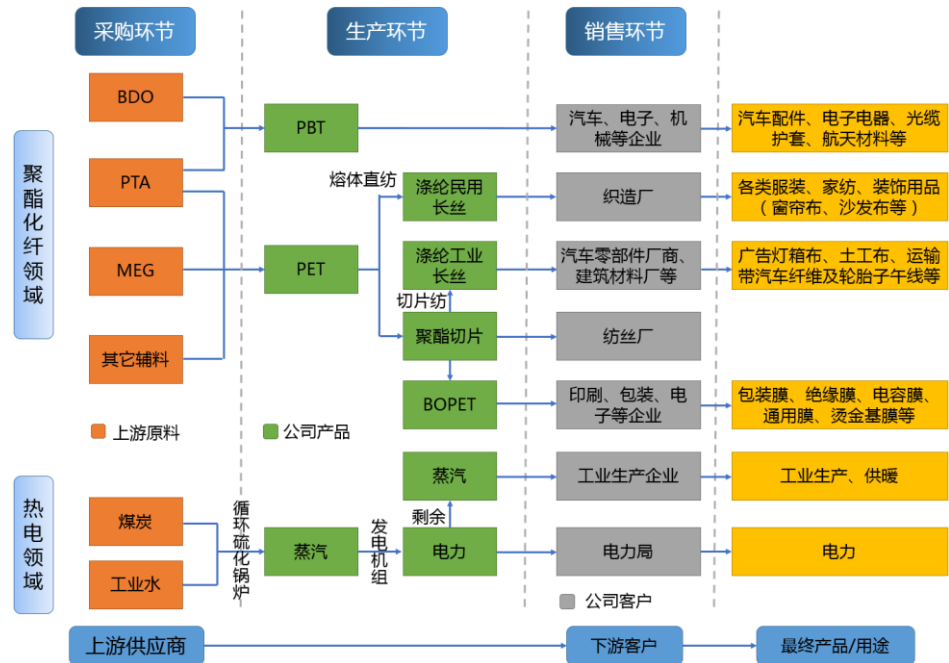 采购环节
生产环节
销售环节
聚酯化纤领域
BDO
PTA
MEG
其它辅料
PBT
PET
熔体直纺
涤纶民用
长丝
涤纶工业
长丝
切片纺
聚酯切片
BOPET
汽车、电子、机
械等企业
织造厂
汽车零部件厂商、
建筑材料厂等
纺丝厂
印刷、包装、电
子等企业
汽车配件、电子电器、光缆
护套、航天材料等
各类服装、家纺、装饰用品
（窗帘布、沙发布等）
广告灯箱布、土工布、运输
带汽车纤维及轮胎子午线等
包装膜、绝缘膜、电容膜、
通用膜、烫金基膜等
上游原料
公司产品
热电领域
煤炭
工业水
循环硫化锅炉
蒸汽
发电机组
蒸汽
剩余
电力
工业生产企业
电力局
工业生产、供暖
电力
公司客户
上游供应商
下游客户
最终产品/用途